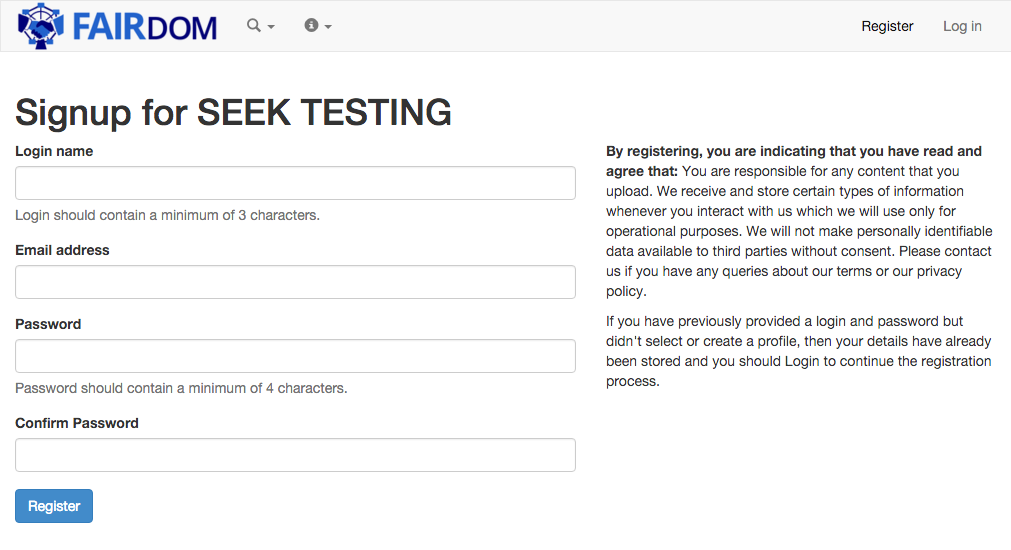 FAIRDOM
Register
Log in
Signup for SEEK TESTING
Login name
Login should contain a minimum of 3 characters.
Email address
Password
Password should contain a minimum of 4 characters.
Confirm Password
Register
By registering, you are indicating that you have read and
agree that: You are responsible for any content that you
upload. We receive and store certain types of information
whenever you interact with us which we will use only for
operational purposes. We will not make personally identifiable
data available to third parties without consent. Please contact
us if you have any queries about our terms or our privacy
policy.
If you have previously provided a login and password but
didn't select or create a profile, then your details have already
been stored and you should Login to continue the registration
process.